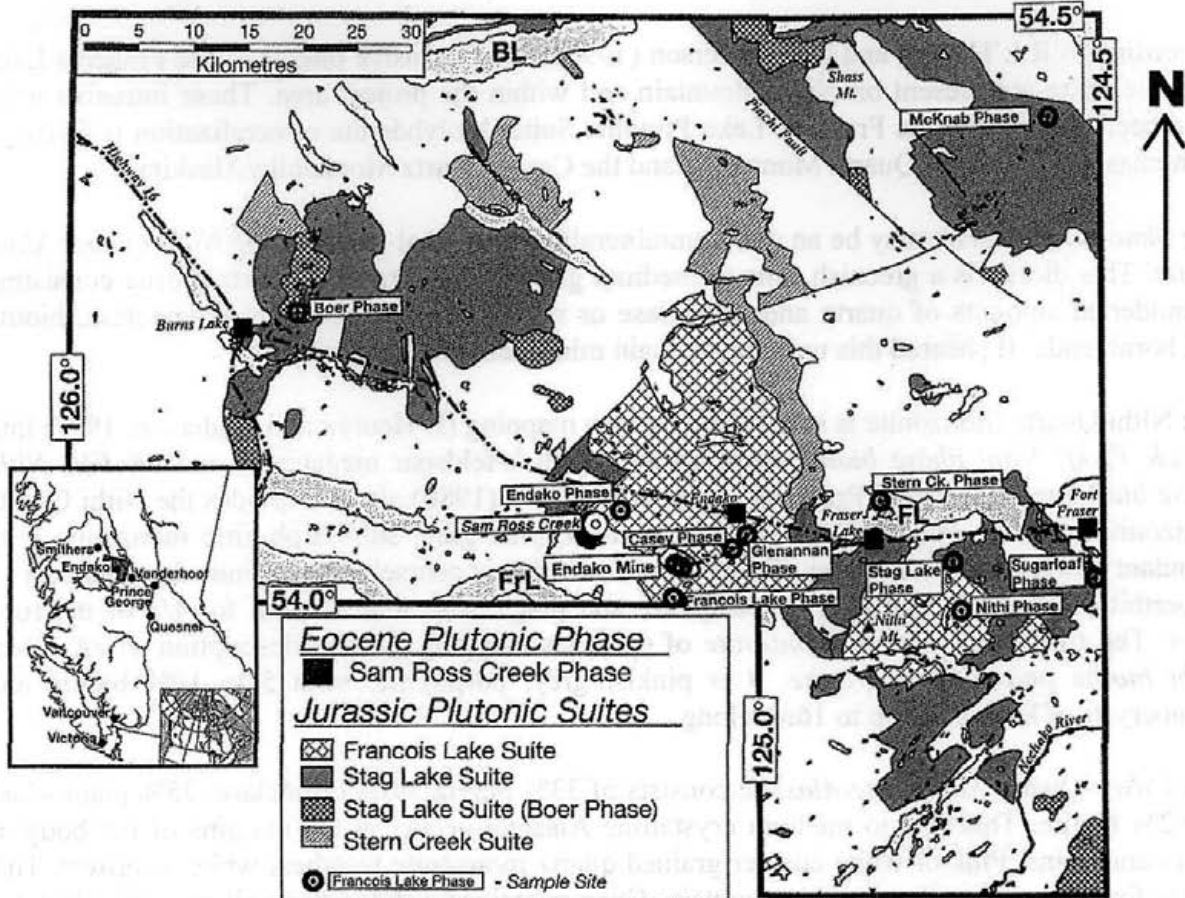 0 5 10 15 20 25 30
Kilometres
BL
54.5°
124.5°
N
Shass
Mt.
Pinchi Fault
McKnab Phase
Boer Phase
Burns Lake
126.0°
Endako Phase
Endako
Stern Ck. Phase
Fort
Fraser
Fraser
Lake
FL
Sam Ross Creek
Casey Phase
Glenannan
Phase
Endako Mine
Stag Lake
Phase
Sugarloaf
Phase
54.0°
Fr.L
Francois Lake Phase
Nithi Phase
Nithi
Mt.
Smithers
Endako
Vanderhoof
Prince
George
Quesnel
Vancouver
Victoria
Eocene Plutonic Phase
Sam Ross Creek Phase
Jurassic Plutonic Suites
Francois Lake Suite
Stag Lake Suite
Stag Lake Suite (Boer Phase)
Stern Creek Suite
Francois Lake Phase - Sample Site
125.0°
Nechako River